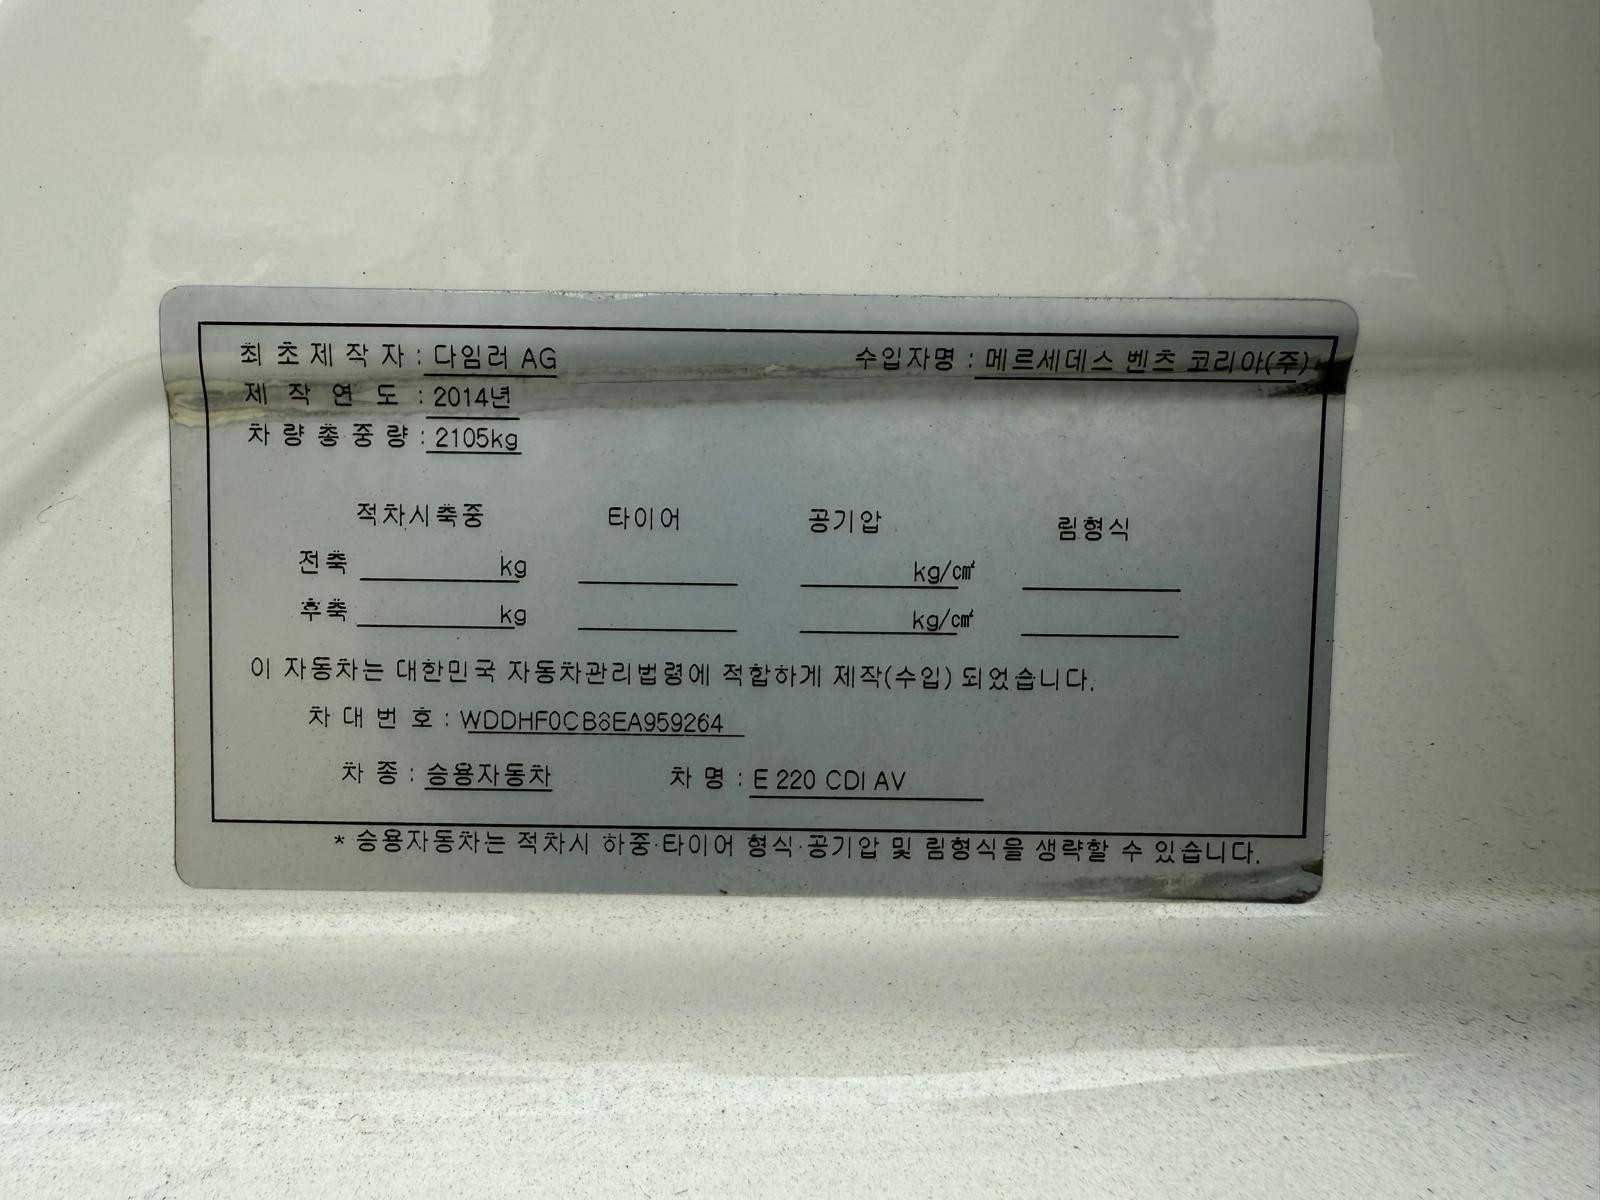 최 초 제 작 자 : 다임러 AG 수입자명 : 메르세데스 벤츠 코리아(주)
제 작 연 도 : 2014년
차 량 총 중 량 : 2105kg
적차시축중 타이어 공기압 림형식
전축 kg kg/㎠
후축 kg kg/㎠
이 자동차는 대한민국 자동차관리법령에 적합하게 제작(수입) 되었습니다.
차 대 번 호 : WDDHF0CB8EA959264
차 종 : 승용자동차 차 명 : E 220 CDI AV
* 승용자동차는 적차시 하중·타이어 형식·공기압 및 림형식을 생략할 수 있습니다.